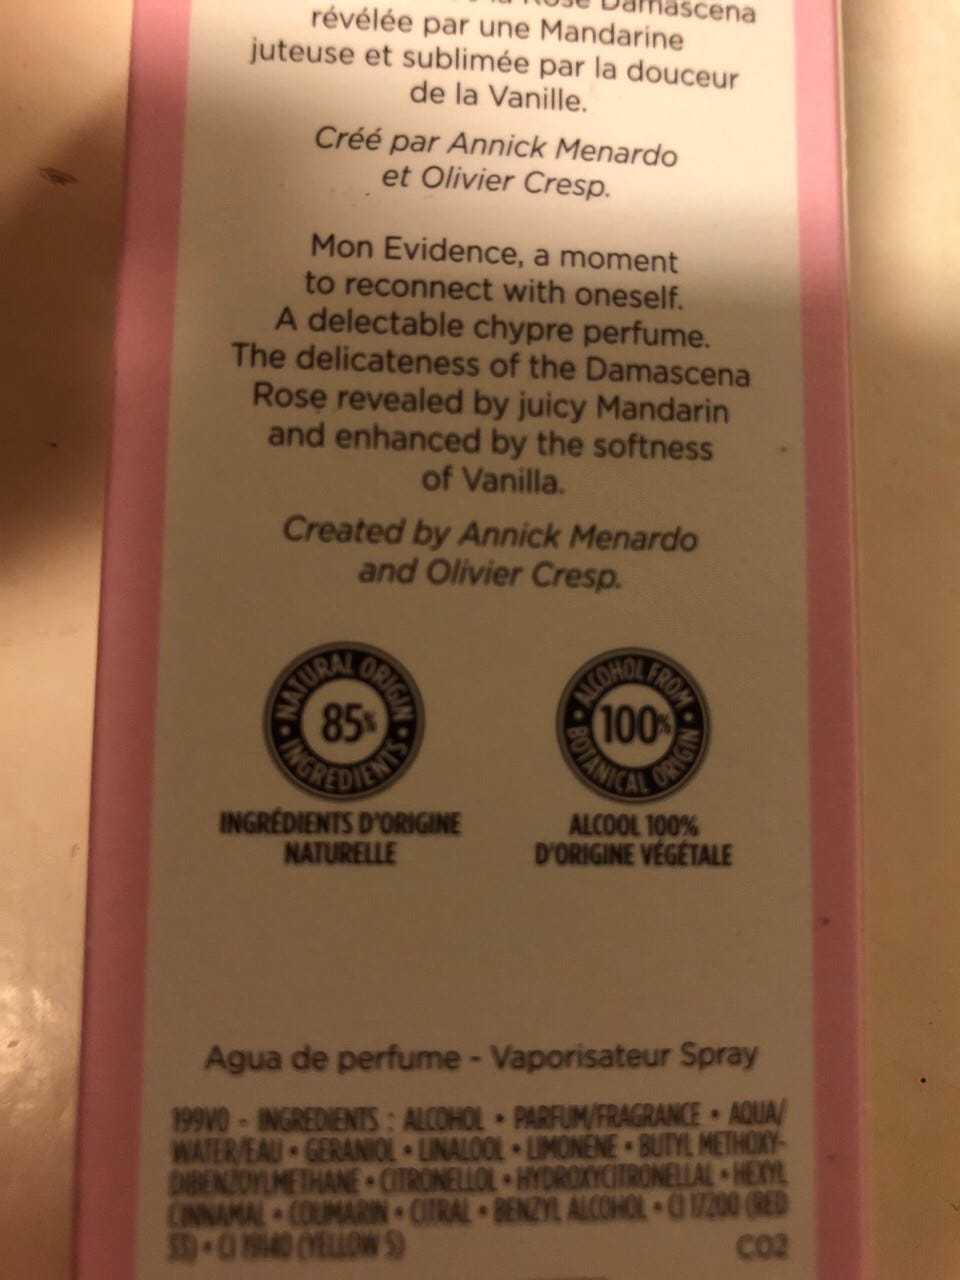 Rose Damascena
révélée par une Mandarine
juteuse et sublimée par la douceur
de la Vanille.
Créé par Annick Menardo
et Olivier Cresp.
Mon Evidence, a moment
to reconnect with oneself.
A delectable chypre perfume.
The delicateness of the Damascena
Rose revealed by juicy Mandarin
and enhanced by the softness
of Vanilla.
Created by Annick Menardo
and Olivier Cresp.
NATURAL ORIGIN
85%
INGREDIENTS
ALCOHOL FROM
100%
BOTANICAL ORIGIN
INGRÉDIENTS D'ORIGINE
NATURELLE
ALCOOL 100%
D'ORIGINE VÉGÉTALE
Agua de perfume - Vaporisateur Spray
199V0 - INGREDIENTS : ALCOHOL • PARFUM/FRAGRANCE • AQUA/
WATER/EAU • GERANIOL • LINALOOL • LIMONENE • BUTYL METHOXY-
DIBENZOYLMETHANE • CITRONELLOL • HYDROXYCITRONELLAL • HEXYL
CINNAMAL • COUMARIN • CITRAL • BENZYL ALCOHOL • CI 17200 (RED
33) • CI 19140 (YELLOW 5)
C02